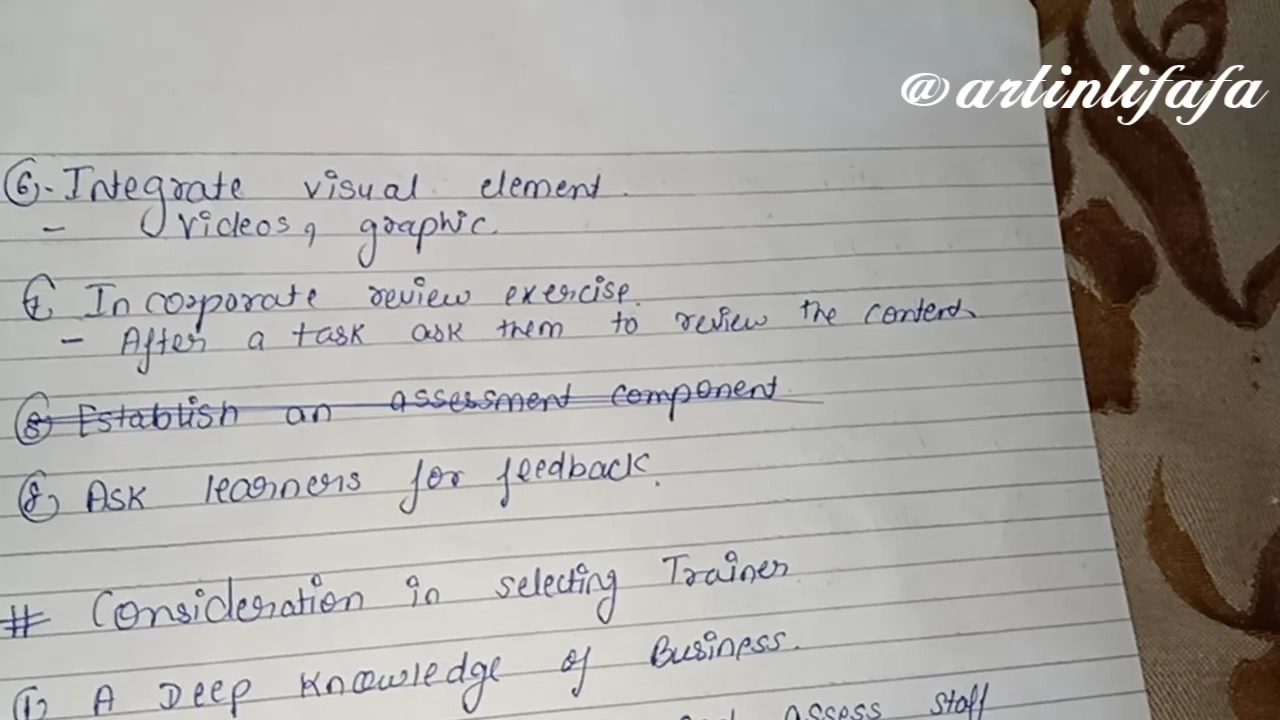 @artinlifafa
6. Integrate visual element.
- videos, graphic.
7. Incorporate review exercise.
- After a task ask them to review the content.
8. Establish an assessment component
8. Ask learners for feedback.
# Consideration in selecting Trainer
1. A Deep Knowledge of Business.
assess staff